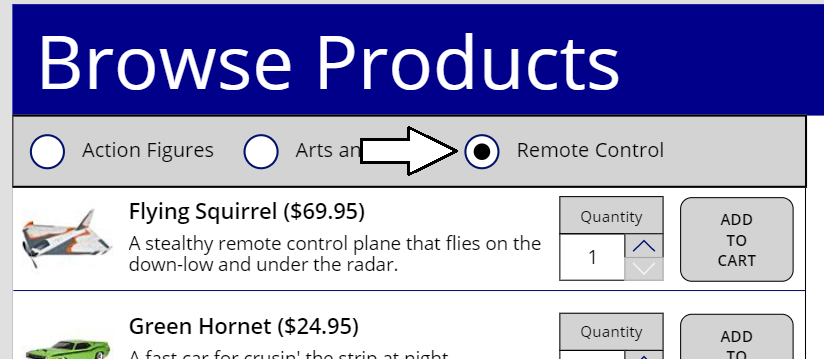 Browse Products
Action Figures Arts an Remote Control
Flying Squirrel ($69.95)
A stealthy remote control plane that flies on the
down-low and under the radar.
Quantity
1
ADD
TO
CART
Green Hornet ($24.95)
A fast car for crusin' the strip at night.
Quantity
ADD
TO